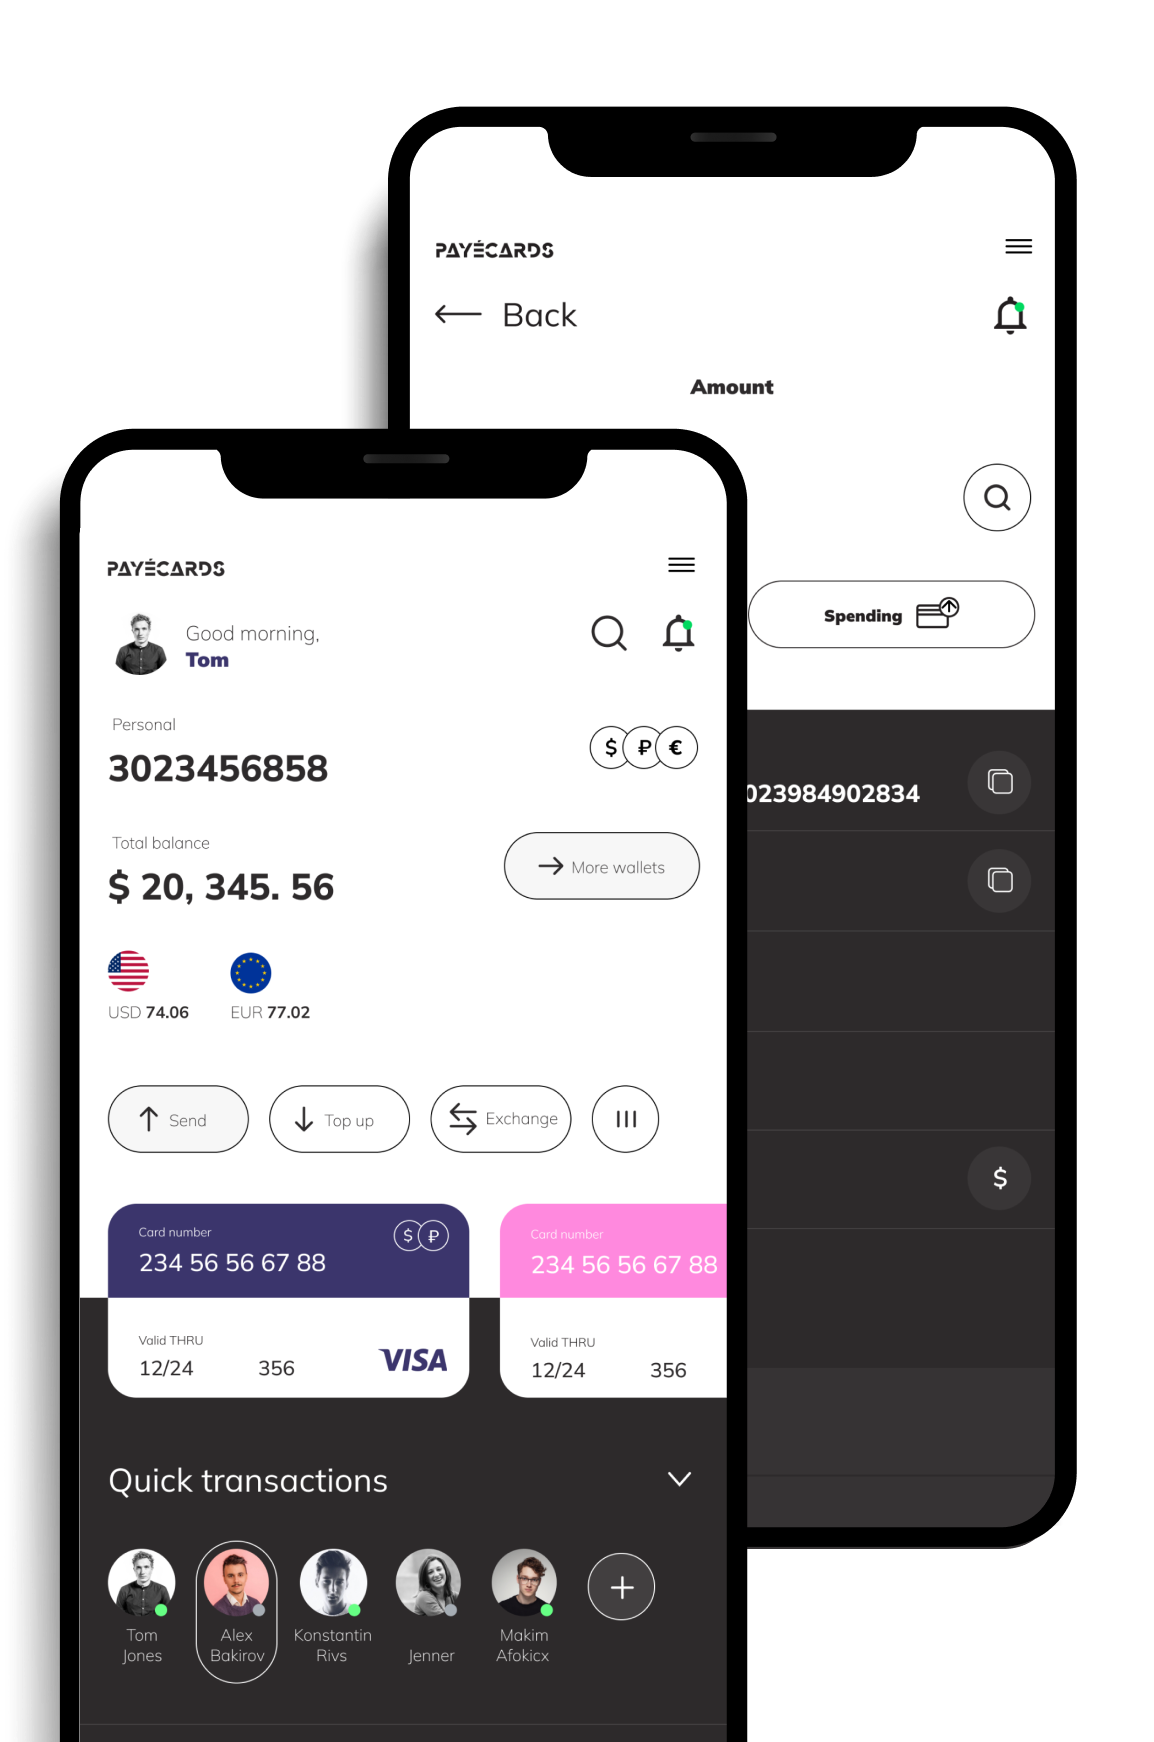 PAYÉCARDS
Back
Amount
Spending
023984902834
$
PAYÉCARDS
Good morning,
Tom
Personal
3023456858
$ ₽ €
Total balance
$ 20, 345. 56
More wallets
USD 74.06
EUR 77.02
Send
Top up
Exchange
Card number
$ ₽
234 56 56 67 88
Valid THRU
12/24 356
VISA
Card number
234 56 56 67 88
Valid THRU
12/24 356
Quick transactions
Tom
Jones
Alex
Bakirov
Konstantin
Rivs
Jenner
Makim
Afokicx